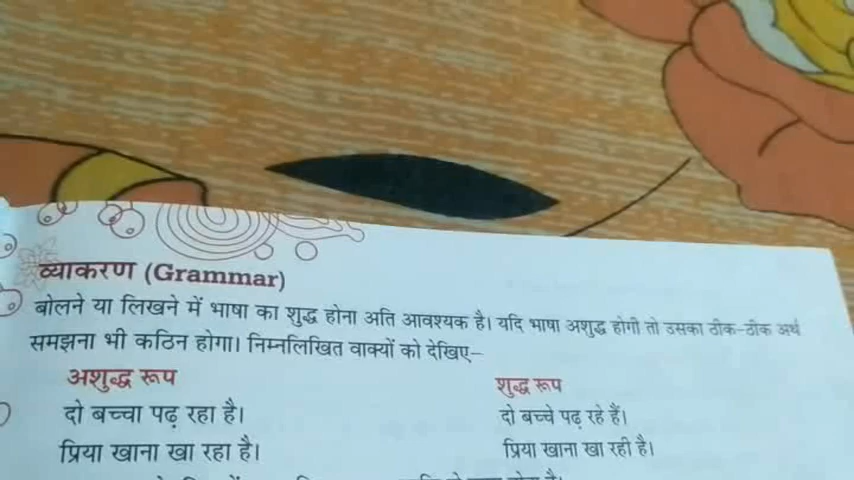 व्याकरण (Grammar)
बोलने या लिखने में भाषा का शुद्ध होना अति आवश्यक है। यदि भाषा अशुद्ध होगी तो उसका ठीक-ठीक अर्थ
समझना भी कठिन होगा। निम्नलिखित वाक्यों को देखिए–
अशुद्ध रूप शुद्ध रूप
दो बच्चा पढ़ रहा है। दो बच्चे पढ़ रहे हैं।
प्रिया खाना खा रहा है। प्रिया खाना खा रही है।